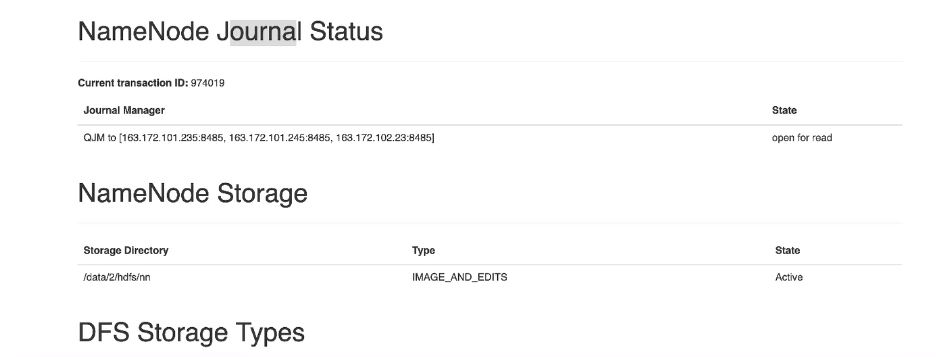 NameNode Journal Status
Current transaction ID: 974019
Journal Manager State
QJM to [163.172.101.235:8485, 163.172.101.245:8485, 163.172.102.23:8485] open for read
NameNode Storage
Storage Directory Type State
/data/2/hdfs/nn IMAGE_AND_EDITS Active
DFS Storage Types